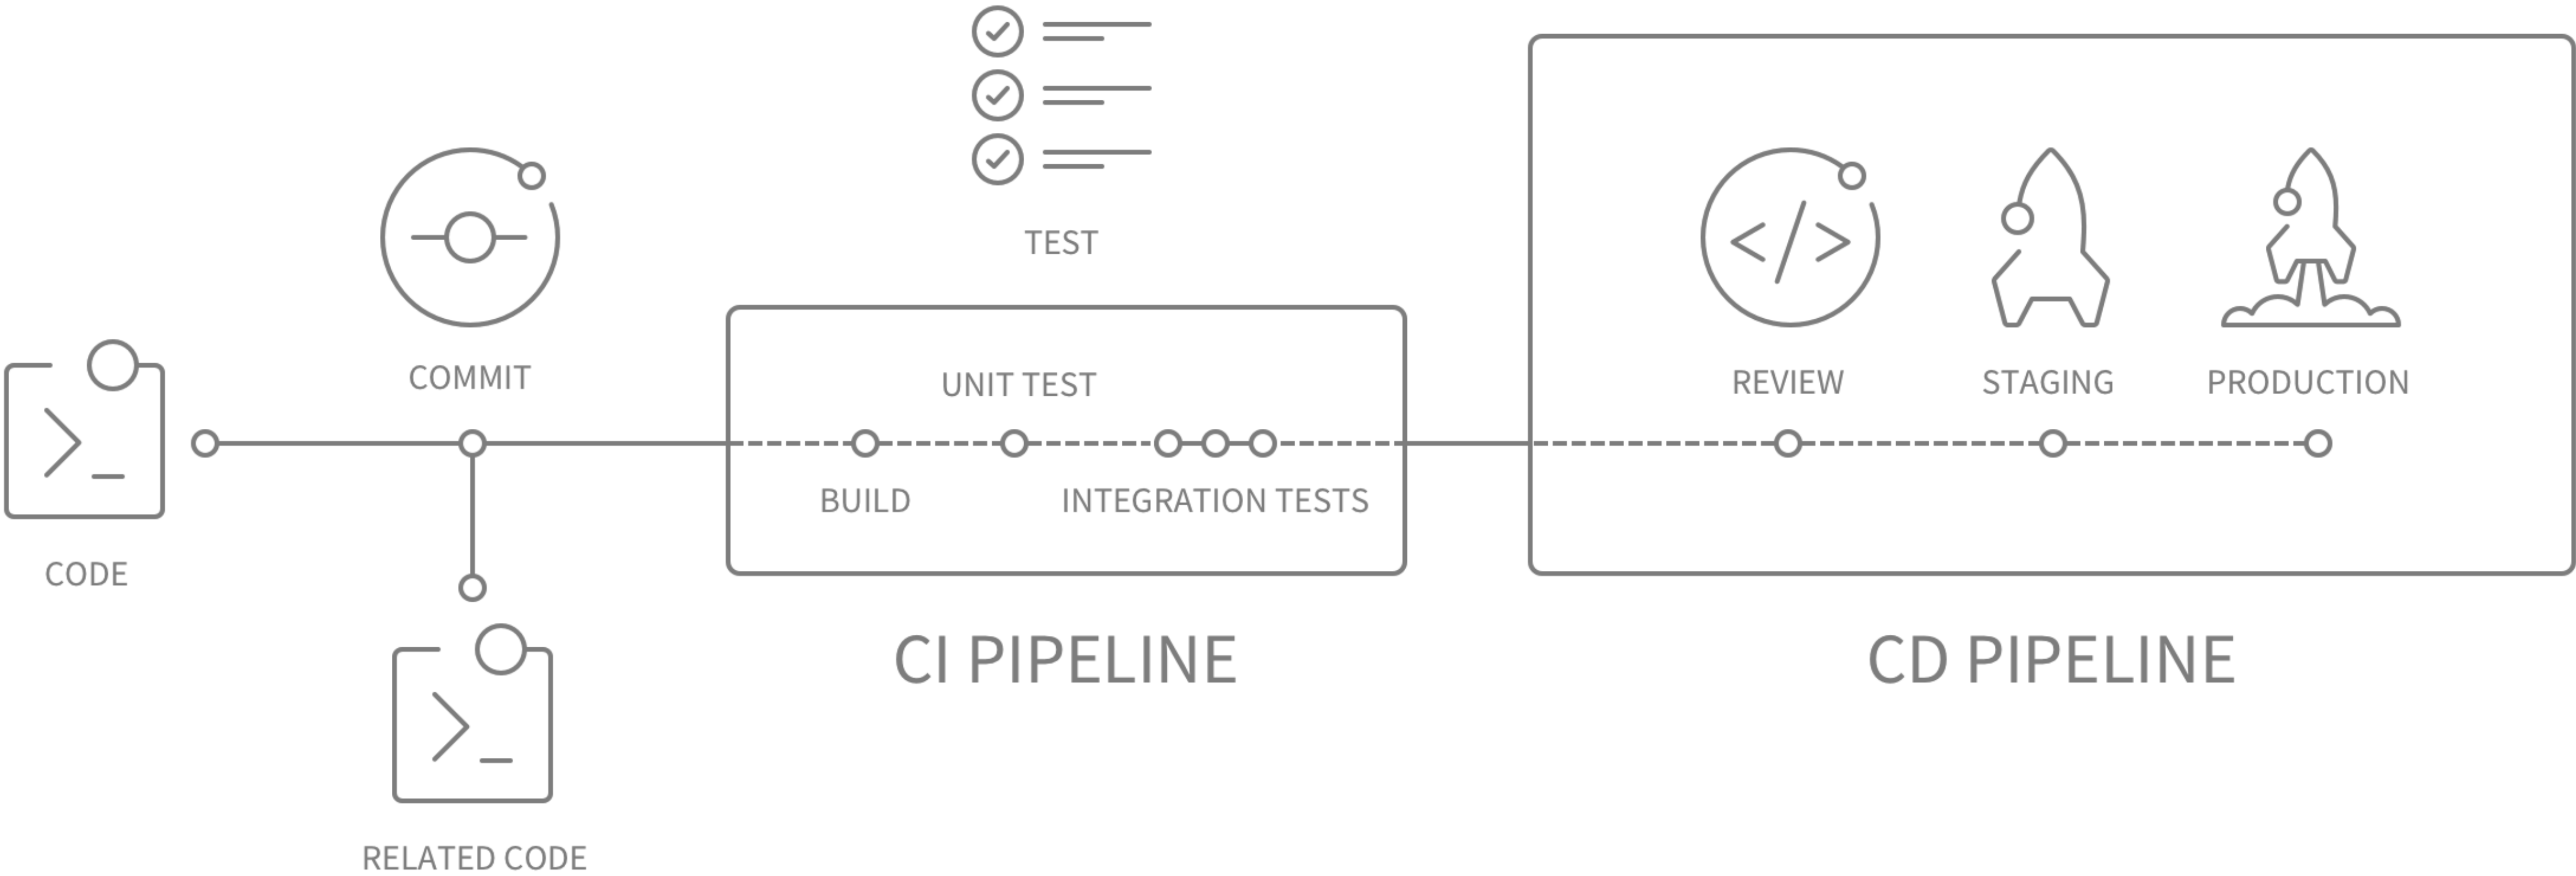 TEST
COMMIT
UNIT TEST
REVIEW
STAGING
PRODUCTION
BUILD
INTEGRATION TESTS
CODE
CI PIPELINE
CD PIPELINE
RELATED CODE